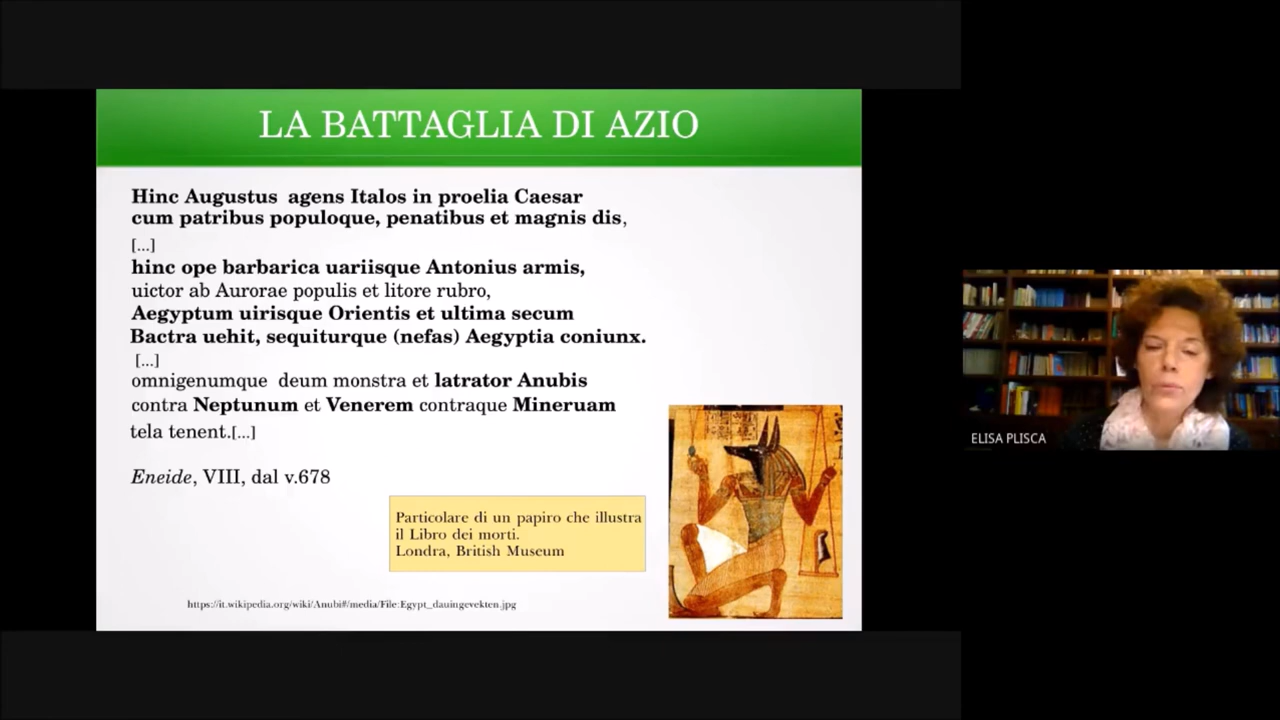 LA BATTAGLIA DI AZIO
Hinc Augustus agens Italos in proelia Caesar
cum patribus populoque, penatibus et magnis dis,
[...]
hinc ope barbarica uariisque Antonius armis,
uictor ab Aurorae populis et litore rubro,
Aegyptum uirisque Orientis et ultima secum
Bactra uehit, sequiturque (nefas) Aegyptia coniunx.
[...]
omnigenumque deum monstra et latrator Anubis
contra Neptunum et Venerem contraque Mineruam
tela tenent.[...]
Eneide, VIII, dal v.678
Particolare di un papiro che illustra
il Libro dei morti.
Londra, British Museum
https://it.wikipedia.org/wiki/Anubi#/media/File:Egypt_dauingevekten.jpg
ELISA PLISCA